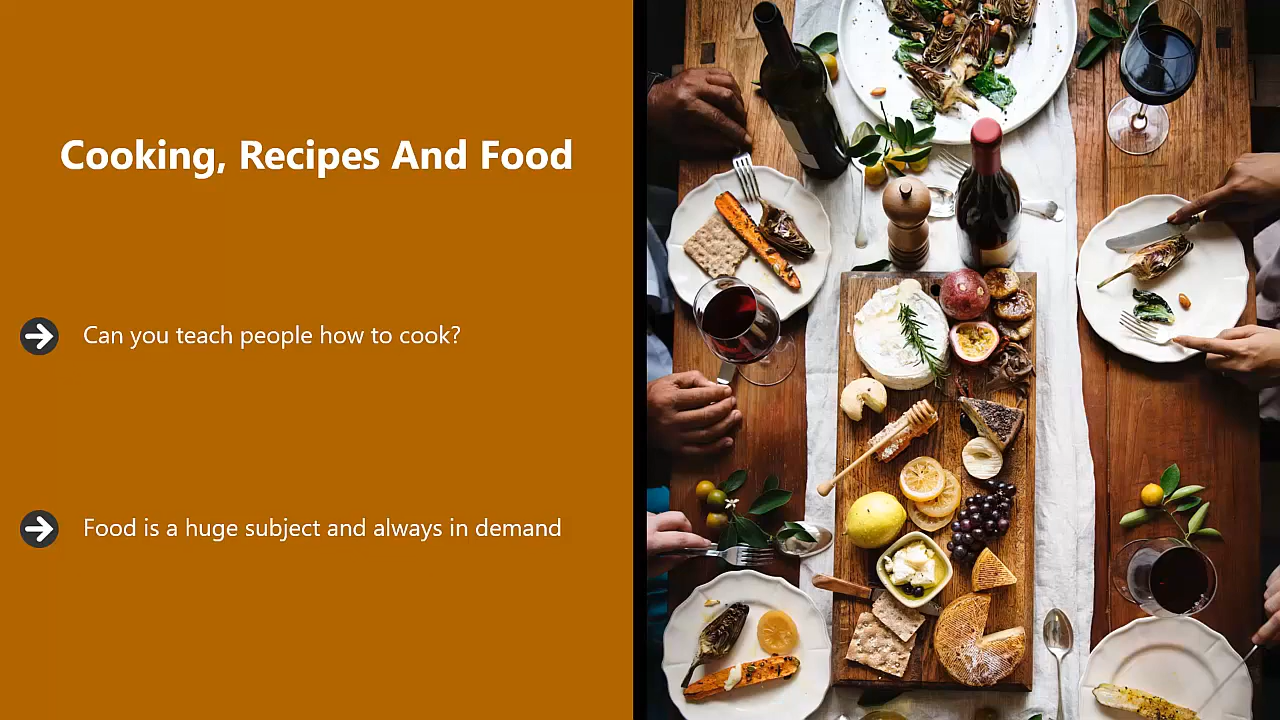 Cooking, Recipes And Food
Can you teach people how to cook?
Food is a huge subject and always in demand